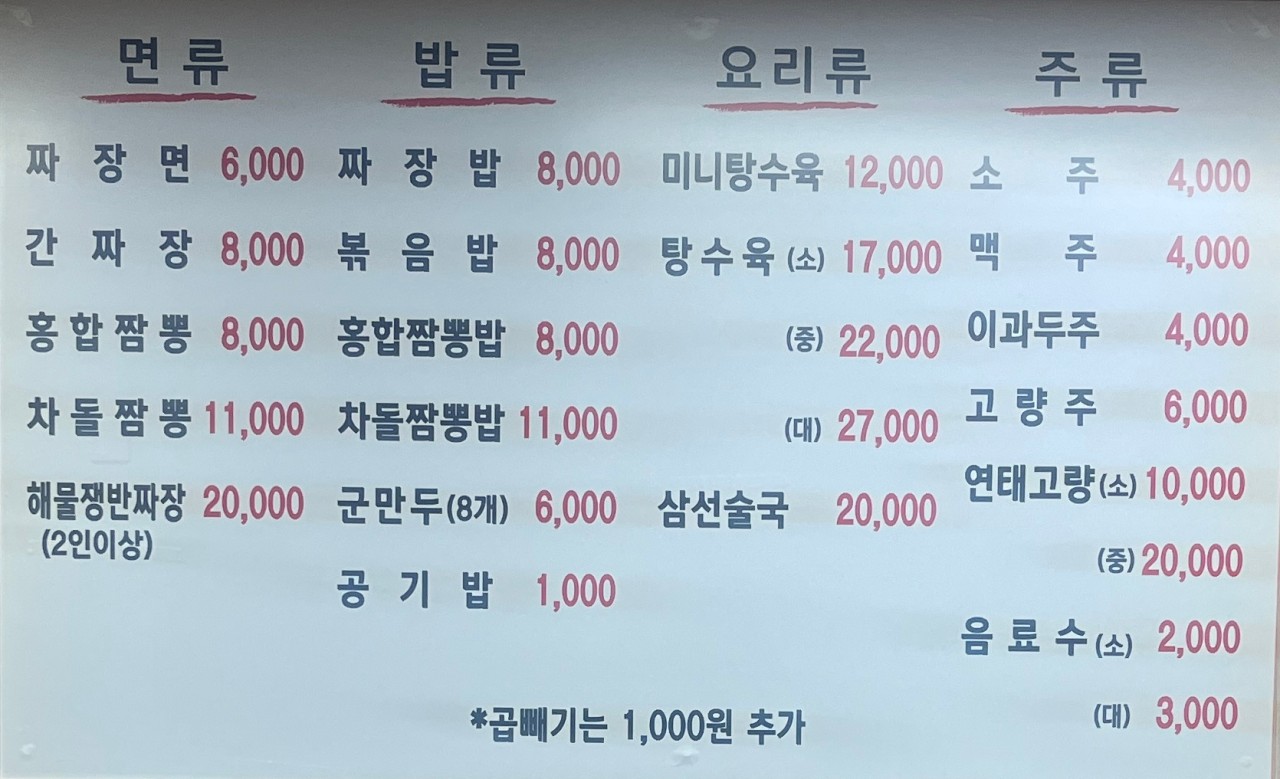 면류
짜장면 6,000
간짜장 8,000
홍합짬뽕 8,000
차돌짬뽕 11,000
해물쟁반짜장 20,000
(2인이상)
밥류
짜장밥 8,000
볶음밥 8,000
홍합짬뽕밥 8,000
차돌짬뽕밥 11,000
군만두(8개) 6,000
공기밥 1,000
요리류
미니탕수육 12,000
탕수육(소) 17,000
(중) 22,000
(대) 27,000
삼선술국 20,000
주류
소주 4,000
맥주 4,000
이과두주 4,000
고량주 6,000
연태고량(소) 10,000
(중) 20,000
음료수(소) 2,000
(대) 3,000
*곱빼기는 1,000원 추가